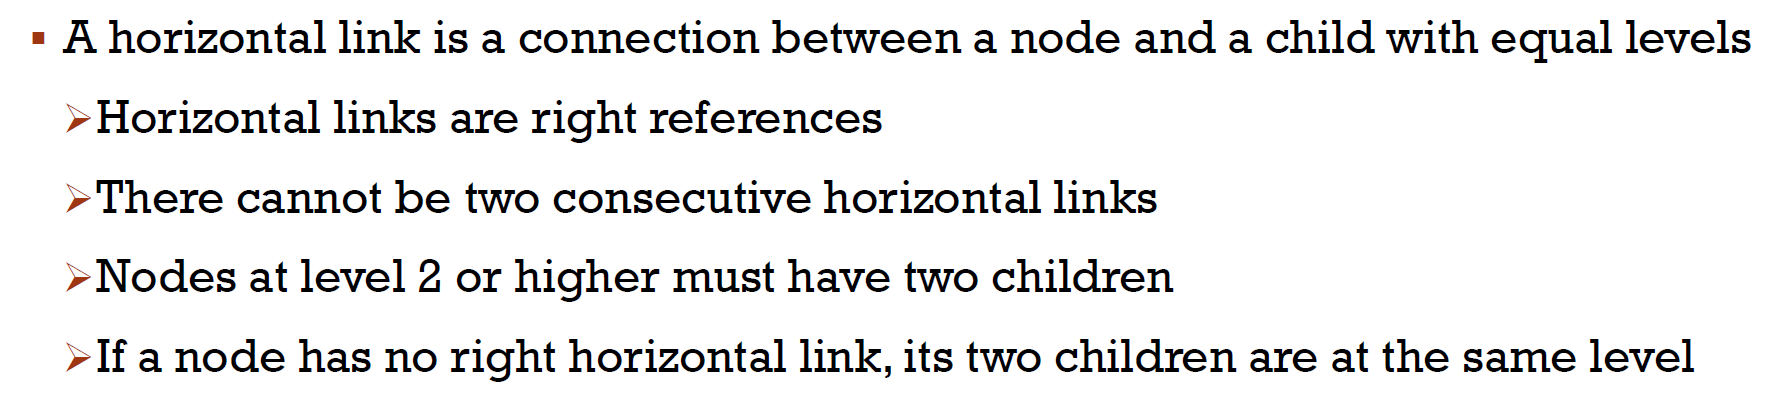 ▪ A horizontal link is a connection between a node and a child with equal levels
➢Horizontal links are right references
➢There cannot be two consecutive horizontal links
➢Nodes at level 2 or higher must have two children
➢If a node has no right horizontal link, its two children are at the same level